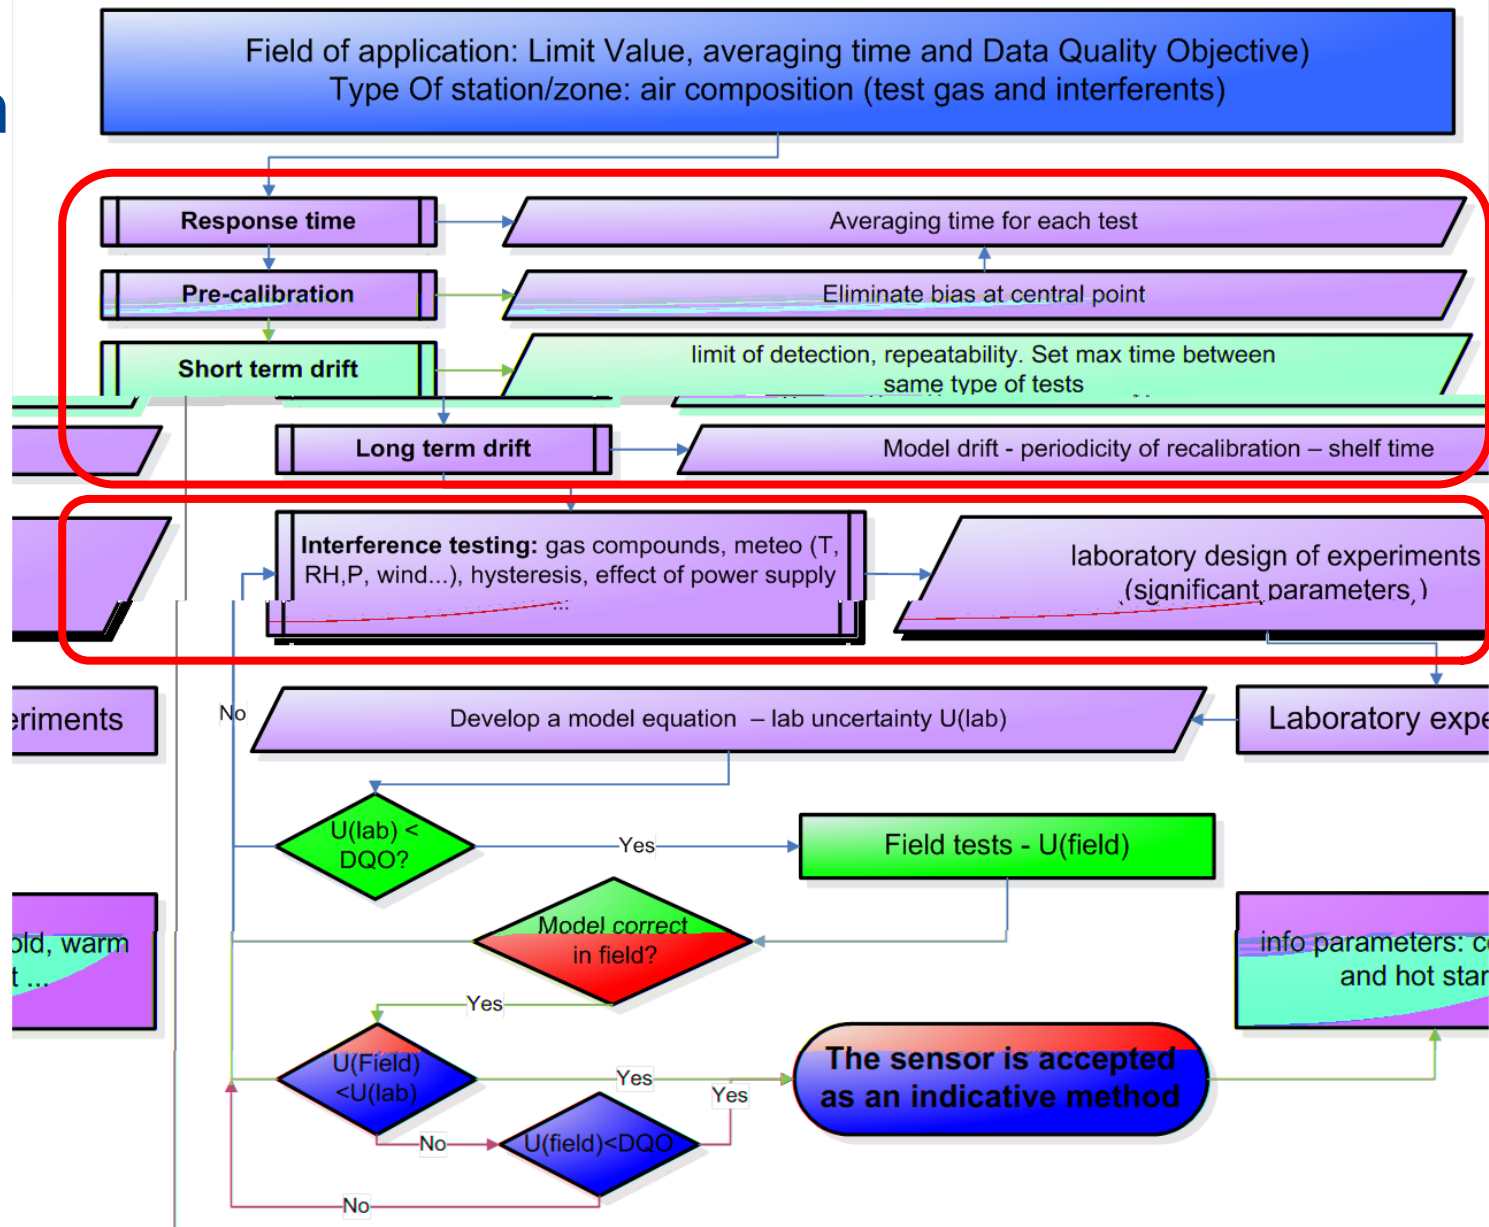 Field of application: Limit Value, averaging time and Data Quality Objective)
Type Of station/zone: air composition (test gas and interferents)
Response time
Averaging time for each test
Pre-calibration
Eliminate bias at central point
Short term drift
limit of detection, repeatability. Set max time between
same type of tests
Long term drift
Model drift - periodicity of recalibration – shelf time
Interference testing: gas compounds, meteo (T,
RH,P, wind...), hysteresis, effect of power supply
...
laboratory design of experiments
(significant parameters,)
eriments
No
Develop a model equation – lab uncertainty U(lab)
Laboratory expe
U(lab) <
DQO?
Yes
Field tests - U(field)
Model correct
in field?
old, warm
t ...
info parameters: c
and hot star
Yes
U(Field)
<U(lab)
Yes
Yes
The sensor is accepted
as an indicative method
No
U(field)<DQO
No